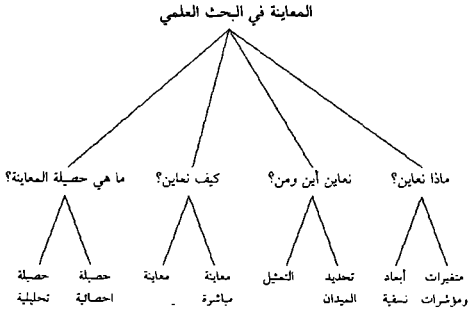 المعاينة في البحث العلمي
ماذا نعاين؟ نعاين أين ومن؟ كيف نعاين؟ ما هي حصيلة المعاينة؟
متغيرات أبعاد تحديد التمثيل معاينة معاينة حصيلة حصيلة
ومؤشرات نسقية الميدان مباشرة احصائية تحليلية